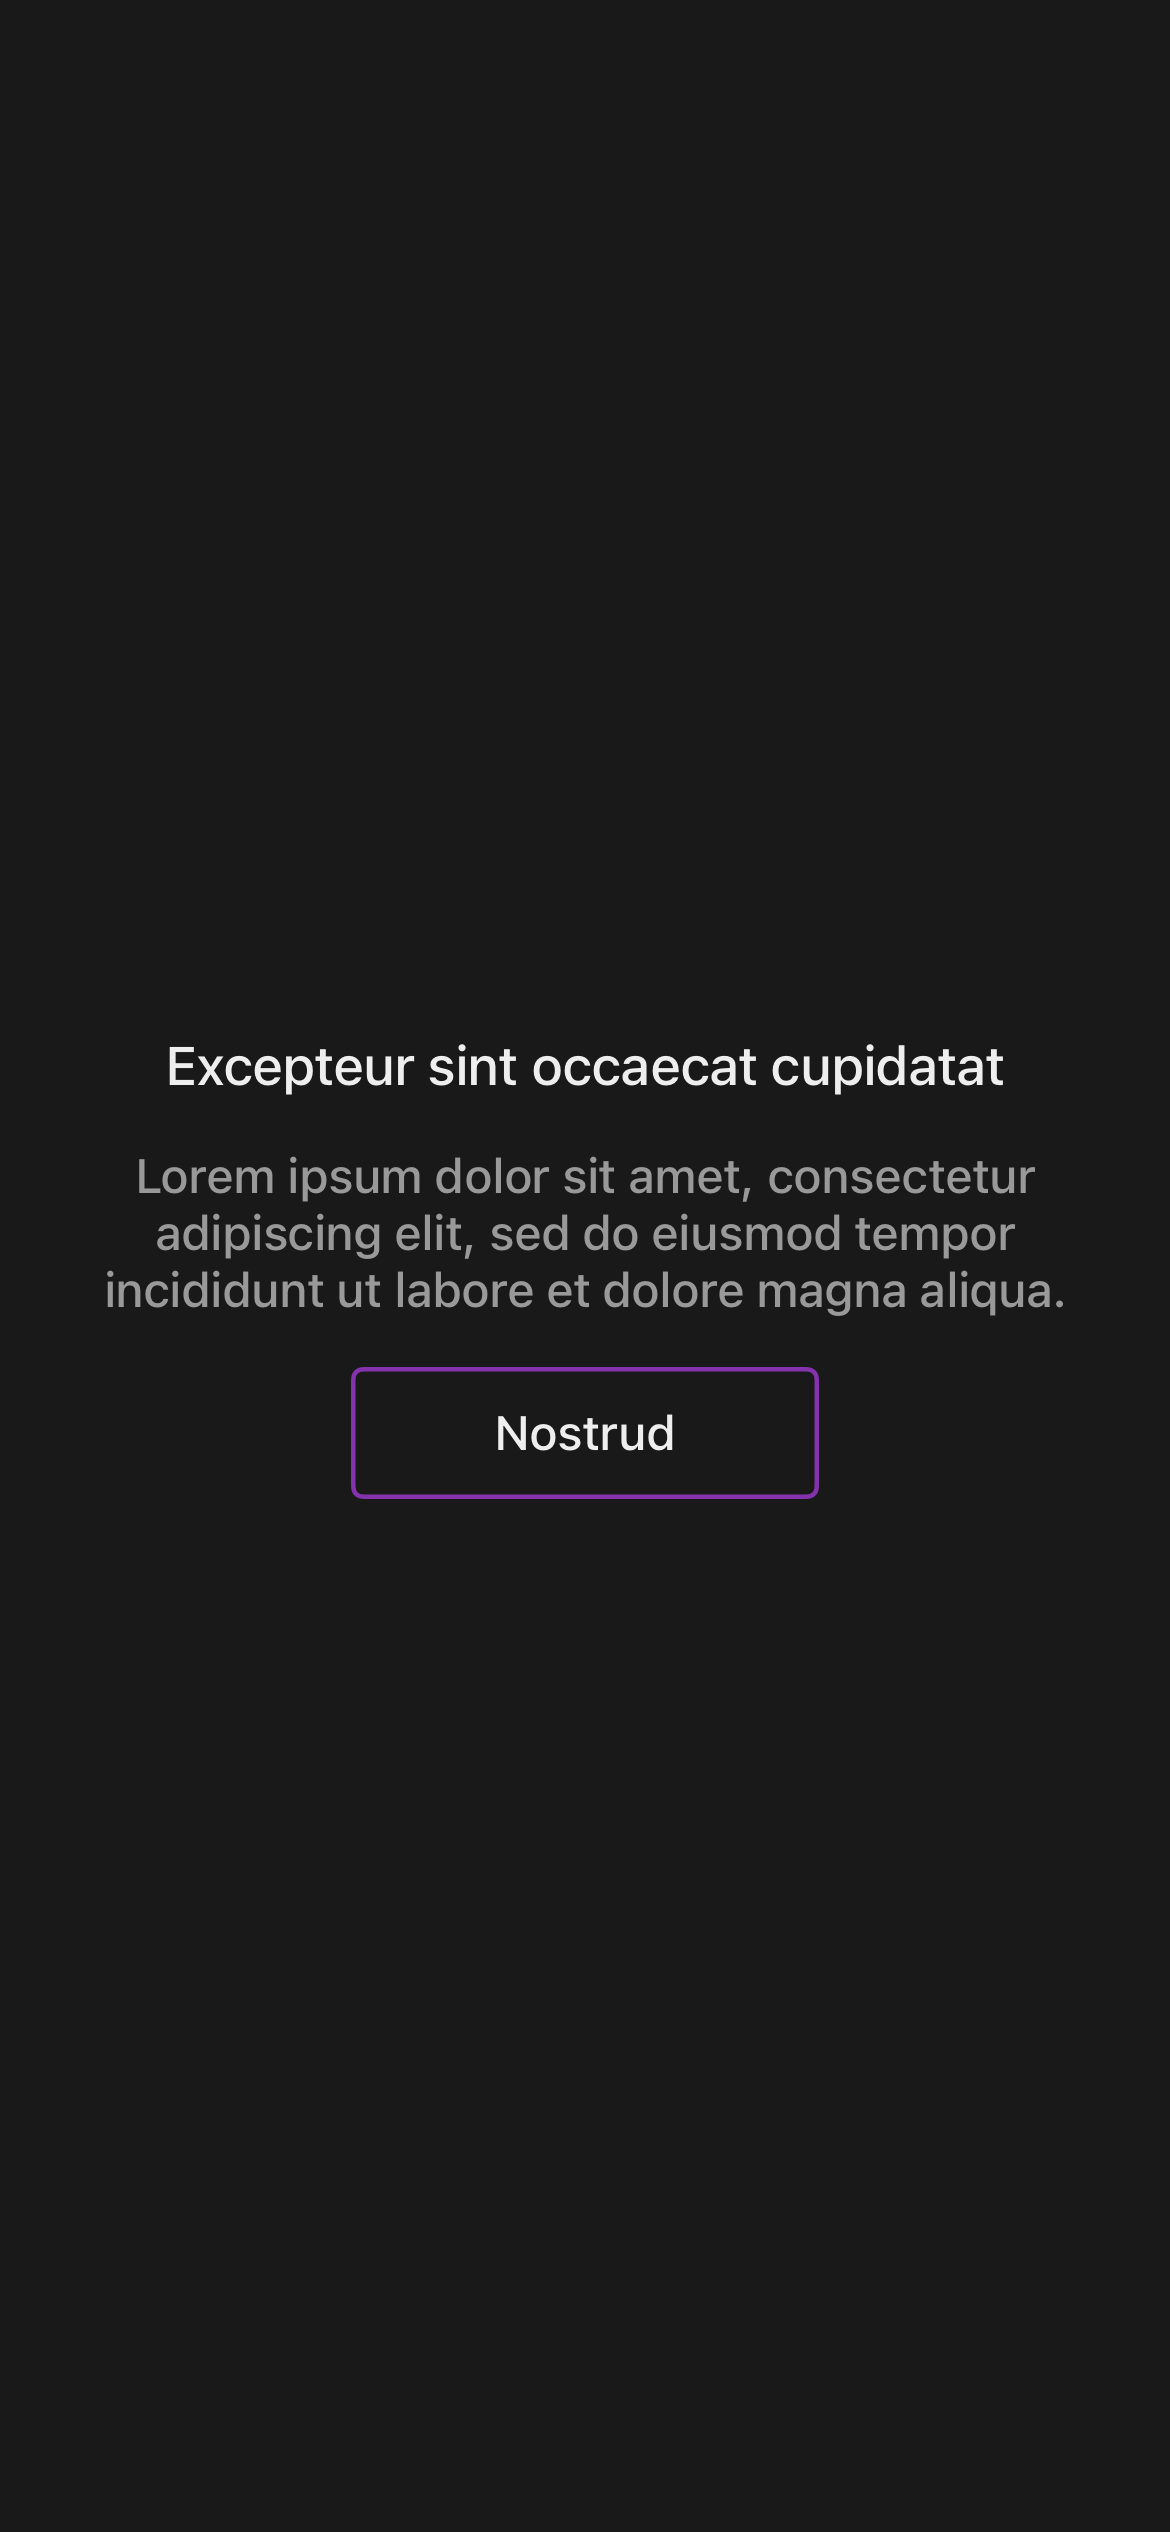 Excepteur sint occaecat cupidatat
Lorem ipsum dolor sit amet, consectetur
adipiscing elit, sed do eiusmod tempor
incididunt ut labore et dolore magna aliqua.
Nostrud